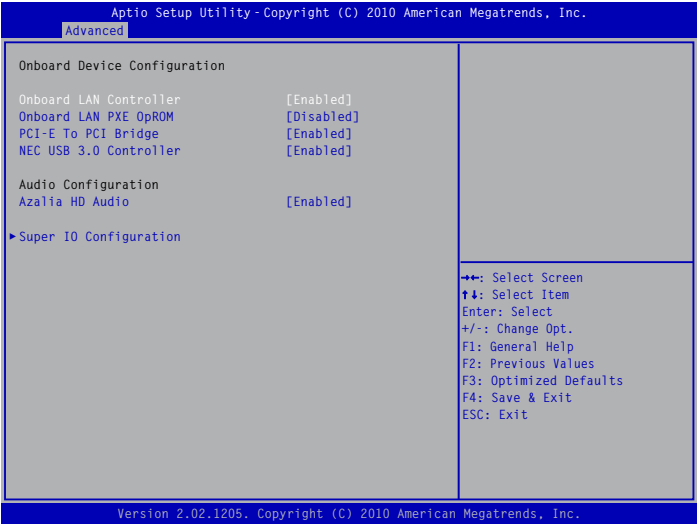 Aptio Setup Utility - Copyright (C) 2010 American Megatrends, Inc.
Advanced
Onboard Device Configuration
Onboard LAN Controller [Enabled]
Onboard LAN PXE OpROM [Disabled]
PCI-E To PCI Bridge [Enabled]
NEC USB 3.0 Controller [Enabled]
Audio Configuration
Azalia HD Audio [Enabled]
►Super IO Configuration
→←: Select Screen
↑↓: Select Item
Enter: Select
+/-: Change Opt.
F1: General Help
F2: Previous Values
F3: Optimized Defaults
F4: Save & Exit
ESC: Exit
Version 2.02.1205. Copyright (C) 2010 American Megatrends, Inc.